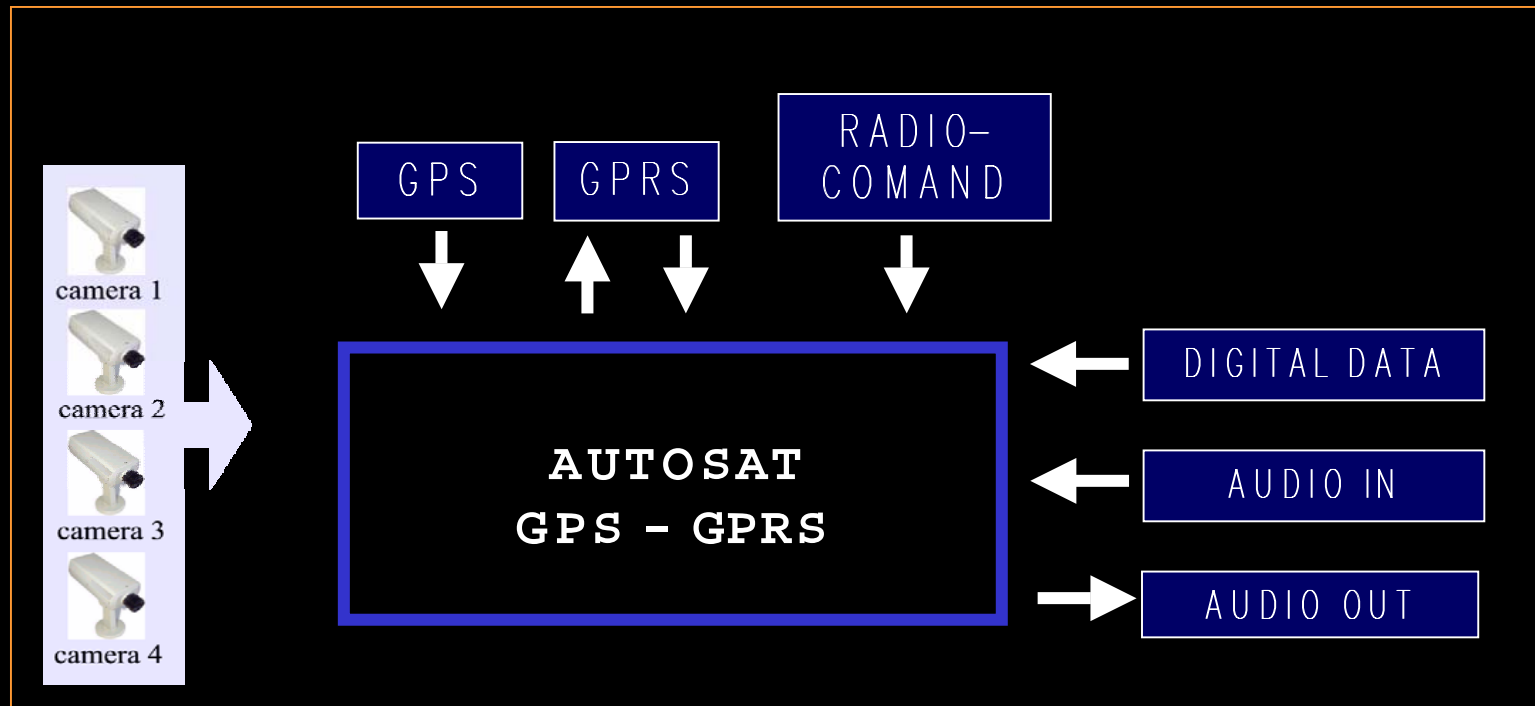 GPS
GPRS
RADIO-
COMAND
camera 1
camera 2
camera 3
camera 4
AUTOSAT
GPS - GPRS
DIGITAL DATA
AUDIO IN
AUDIO OUT